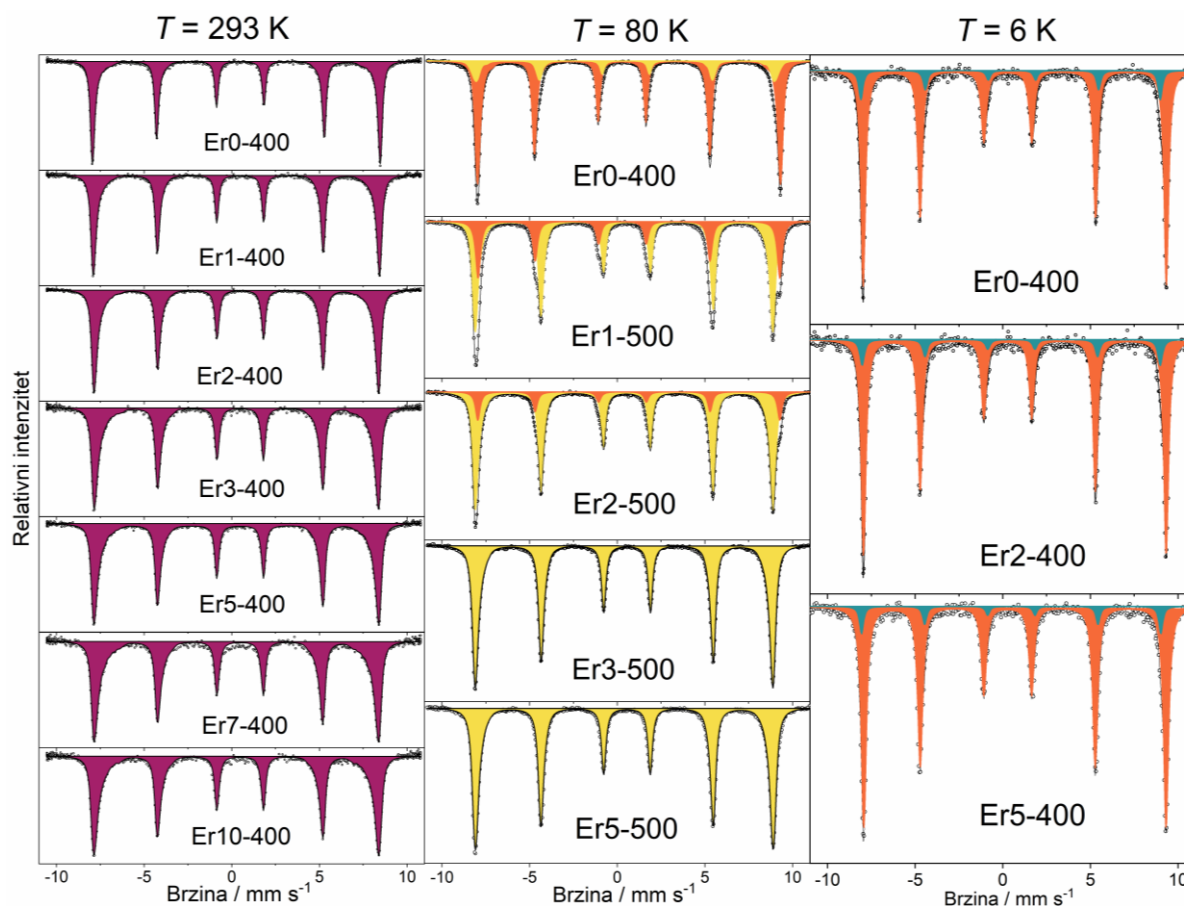 T = 293 K
T = 80 K
T = 6 K
Relativni intenzitet
Er0-400
Er1-400
Er2-400
Er3-400
Er5-400
Er7-400
Er10-400
-10 -5 0 5 10
Brzina / mm s⁻¹
Er0-400
Er1-500
Er2-500
Er3-500
Er5-500
-10 -5 0 5 10
Brzina / mm s⁻¹
Er0-400
Er2-400
Er5-400
-10 -5 0 5 10
Brzina / mm s⁻¹